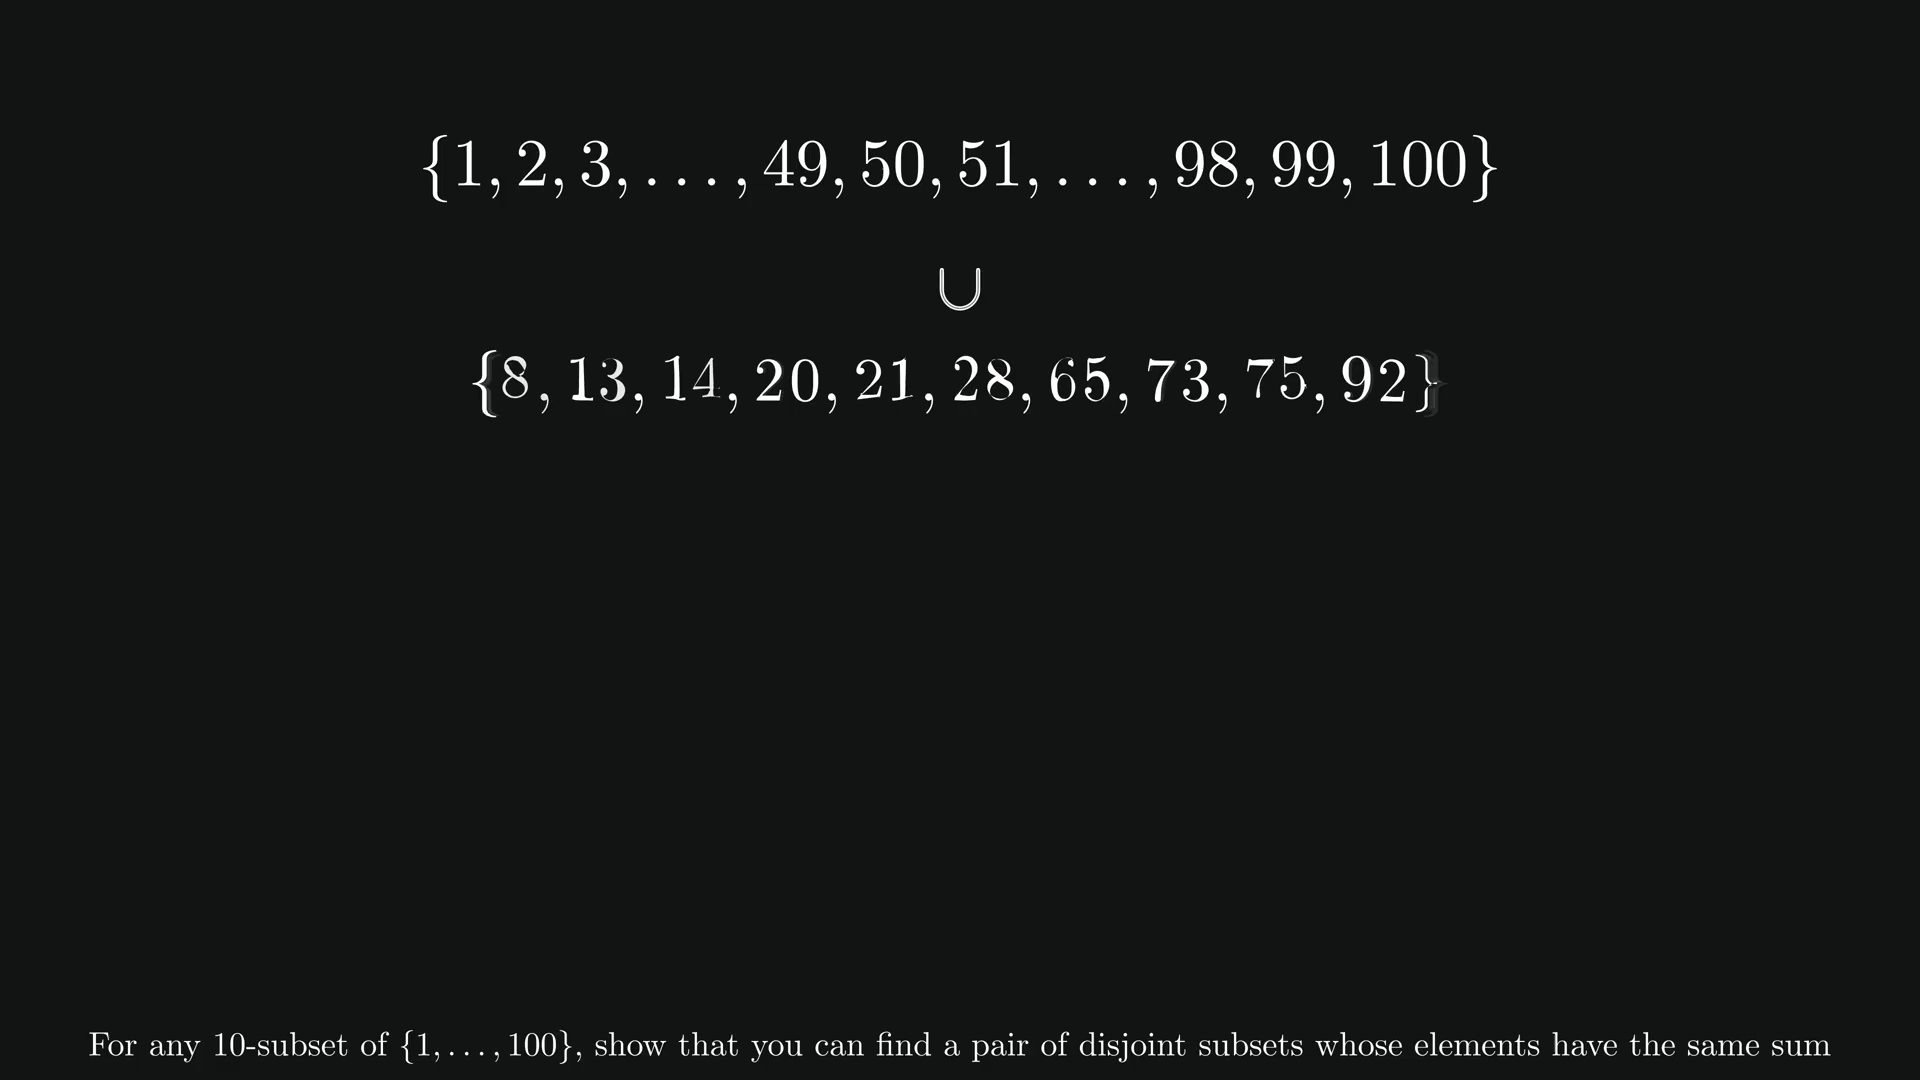 {1, 2, 3, . . . , 49, 50, 51, . . . , 98, 99, 100}
∪
{8, 13, 14, 20, 21, 28, 65, 73, 75, 92}
For any 10-subset of {1, . . . , 100}, show that you can find a pair of disjoint subsets whose elements have the same sum